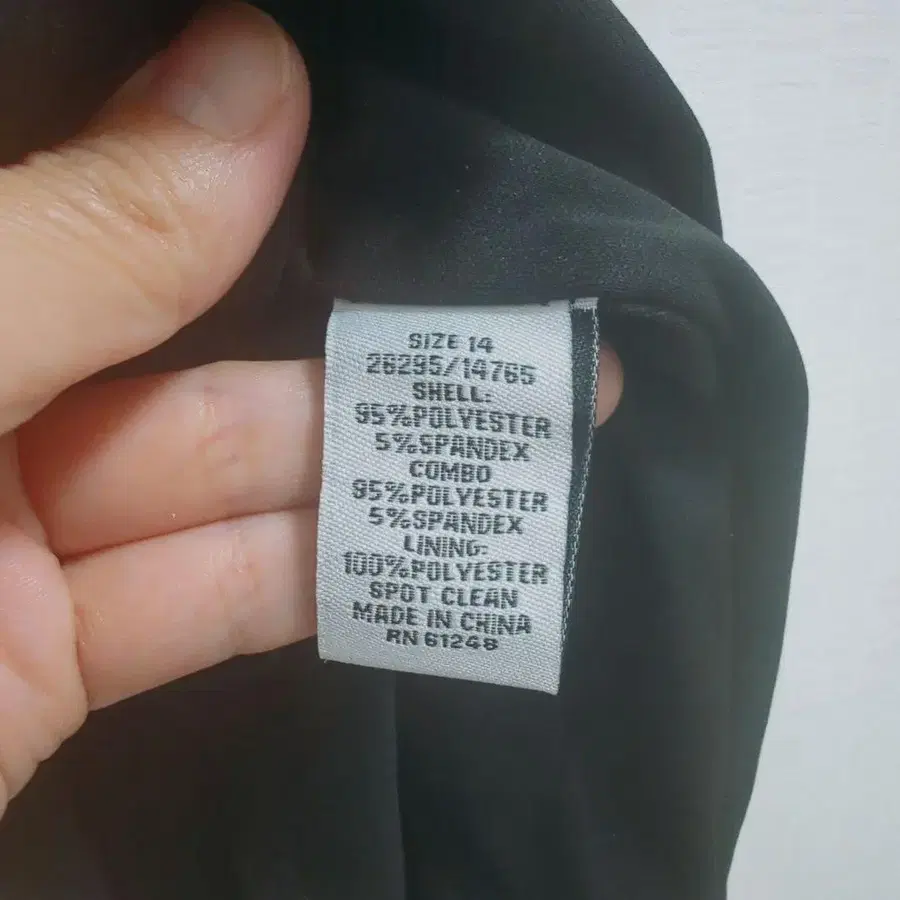 SIZE 14
26295/14765
SHELL:
95%POLYESTER
5%SPANDEX
COMBO
95%POLYESTER
5%SPANDEX
LINING:
100%POLYESTER
SPOT CLEAN
MADE IN CHINA
RN 61248